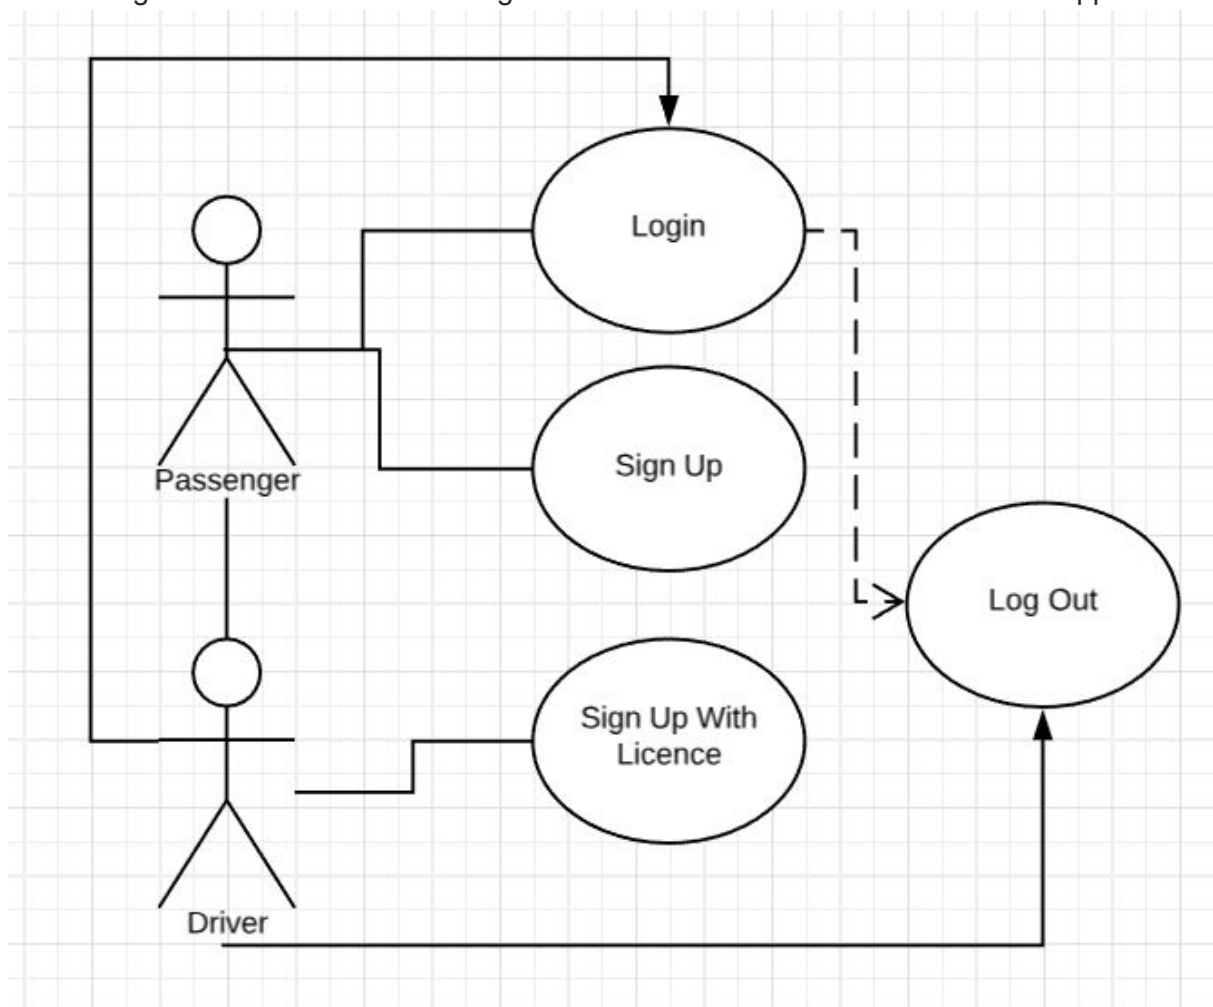 Login
Sign Up
Passenger
Log Out
Sign Up With
Licence
Driver